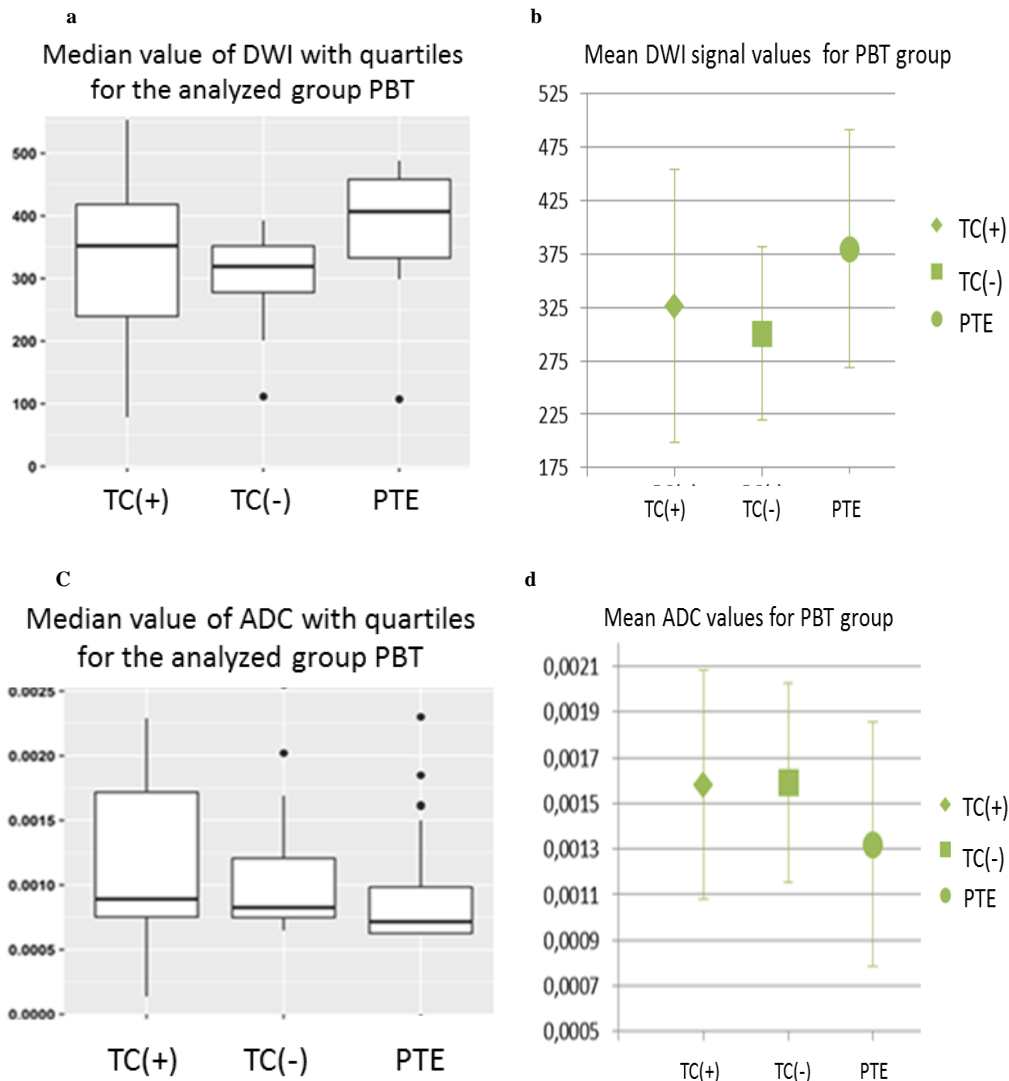 a
Median value of DWI with quartiles
for the analyzed group PBT
500
400
300
200
100
0
TC(+)
TC(-)
PTE
b
Mean DWI signal values for PBT group
525
475
425
375
325
275
225
175
TC(+)
TC(-)
PTE
TC(+)
TC(-)
PTE
C
Median value of ADC with quartiles
for the analyzed group PBT
0.0025
0.0020
0.0015
0.0010
0.0005
0.0000
TC(+)
TC(-)
PTE
d
Mean ADC values for PBT group
0,0021
0,0019
0,0017
0,0015
0,0013
0,0011
0,0009
0,0007
0,0005
TC(+)
TC(-)
PTE
TC(+)
TC(-)
PTE